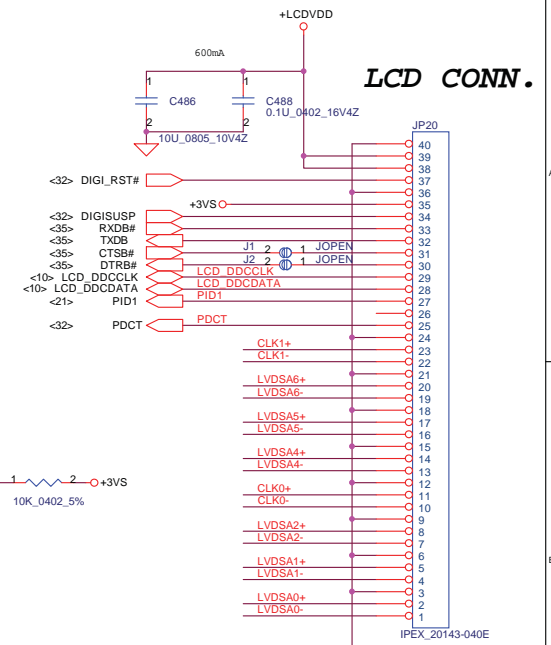 +LCDVDD
600mA
LCD CONN.
1 1
C486 C488
0.1U_0402_16V4Z
2 2
10U_0805_10V4Z
JP20
40
39
38
<32> DIGI_RST# 37
36
+3VS 35
<32> DIGISUSP 34
<35> RXDB# 33
<35> TXDB 32
<35> CTSB# J1 2 1 JOPEN 31
<35> DTRB# J2 2 1 JOPEN 30
<10> LCD_DDCCLK LCD_DDCCLK 29
<10> LCD_DDCDATA LCD_DDCDATA 28
<21> PID1 PID1 27
26
<32> PDCT PDCT 25
24
CLK1+ 23
CLK1- 22
21
LVDSA6+ 20
LVDSA6- 19
18
LVDSA5+ 17
LVDSA5- 16
15
LVDSA4+ 14
LVDSA4- 13
12
CLK0+ 11
CLK0- 10
9
LVDSA2+ 8
LVDSA2- 7
6
LVDSA1+ 5
LVDSA1- 4
3
LVDSA0+ 2
LVDSA0- 1
IPEX_20143-040E
1 2 +3VS
10K_0402_5%